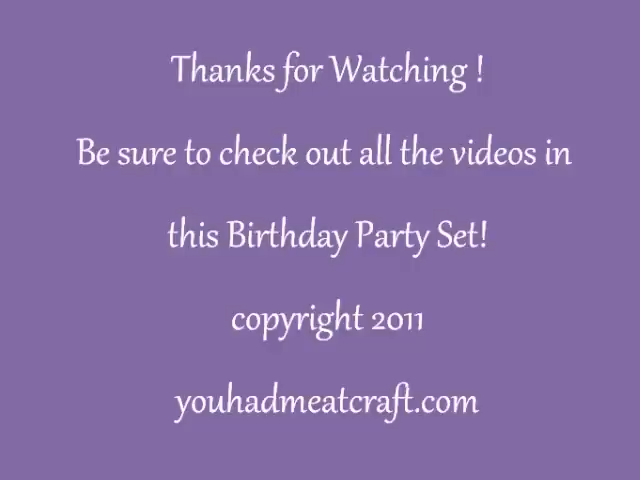 Thanks for Watching !
Be sure to check out all the videos in
this Birthday Party Set!
copyright 2011
youhadmeatcraft.com